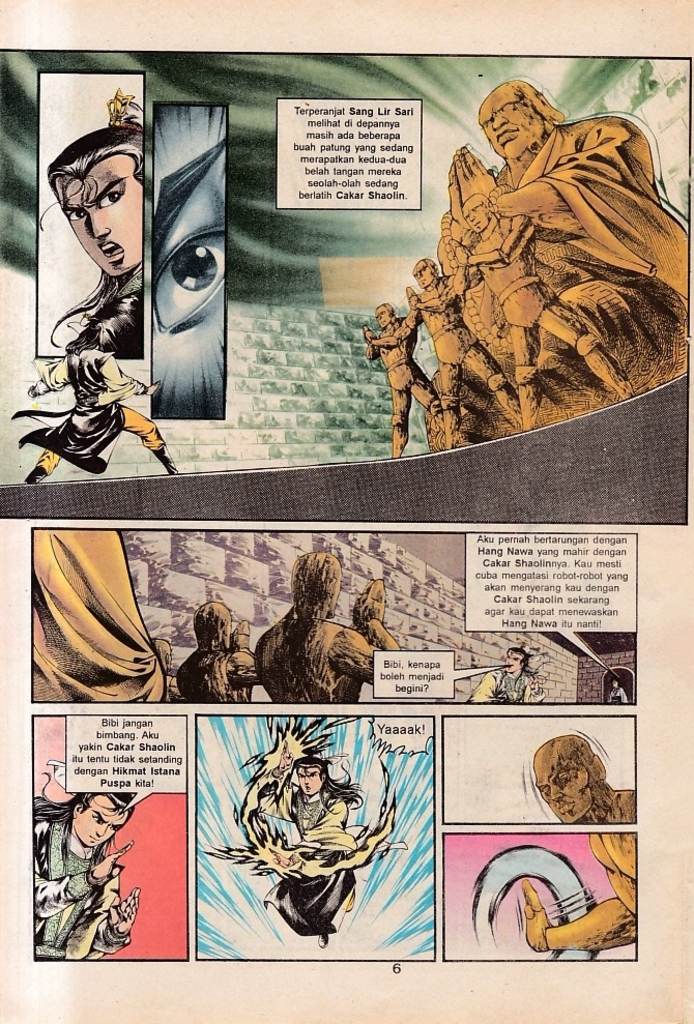 Terperanjat Sang Lir Sari
melihat di depannya
masih ada beberapa
buah patung yang sedang
merapatkan kedua-dua
belah tangan mereka
seolah-olah sedang
berlatih Cakar Shaolin.
Aku pernah bertarungan dengan
Hang Nawa yang mahir dengan
Cakar Shaolinnya. Kau mesti
cuba mengatasi robot-robot yang
akan menyerang kau dengan
Cakar Shaolin sekarang
agar kau dapat menewaskan
Hang Nawa itu nanti!
Bibi, kenapa
boleh menjadi
begini?
Bibi jangan
bimbang. Aku
yakin Cakar Shaolin
itu tentu tidak setanding
dengan Hikmat Istana
Puspa kita!
Yaaaak!
6